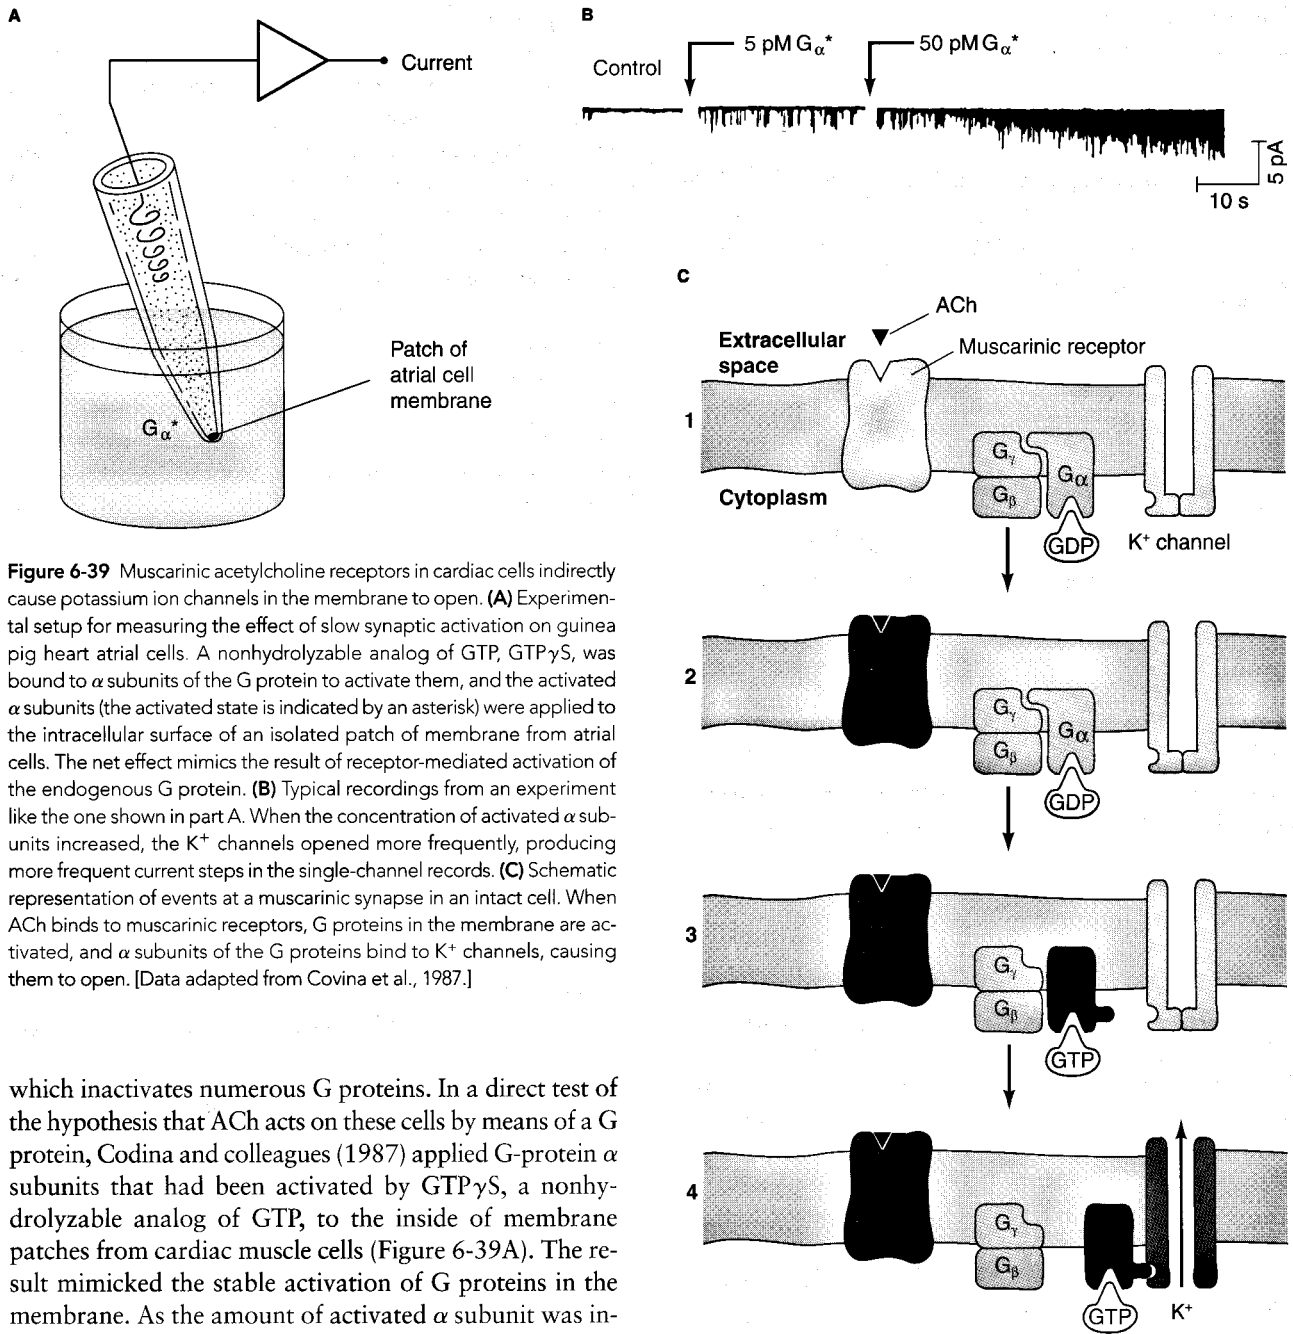 A
Current
Patch of
atrial cell
membrane
Gα*
B
Control
5 pM Gα*
50 pM Gα*
5 pA
10 s
C
ACh
Extracellular
space
Muscarinic receptor
1
Gγ
Gα
Gβ
Cytoplasm
GDP
K⁺ channel
2
Gγ
Gα
Gβ
GDP
3
Gγ
Gβ
GTP
4
Gγ
Gβ
GTP
K⁺
Figure 6-39 Muscarinic acetylcholine receptors in cardiac cells indirectly
cause potassium ion channels in the membrane to open. (A) Experimen-
tal setup for measuring the effect of slow synaptic activation on guinea
pig heart atrial cells. A nonhydrolyzable analog of GTP, GTPγS, was
bound to α subunits of the G protein to activate them, and the activated
α subunits (the activated state is indicated by an asterisk) were applied to
the intracellular surface of an isolated patch of membrane from atrial
cells. The net effect mimics the result of receptor-mediated activation of
the endogenous G protein. (B) Typical recordings from an experiment
like the one shown in part A. When the concentration of activated α sub-
units increased, the K⁺ channels opened more frequently, producing
more frequent current steps in the single-channel records. (C) Schematic
representation of events at a muscarinic synapse in an intact cell. When
ACh binds to muscarinic receptors, G proteins in the membrane are ac-
tivated, and α subunits of the G proteins bind to K⁺ channels, causing
them to open. [Data adapted from Covina et al., 1987.]
which inactivates numerous G proteins. In a direct test of
the hypothesis that ACh acts on these cells by means of a G
protein, Codina and colleagues (1987) applied G-protein α
subunits that had been activated by GTPγS, a nonhy-
drolyzable analog of GTP, to the inside of membrane
patches from cardiac muscle cells (Figure 6-39A). The re-
sult mimicked the stable activation of G proteins in the
membrane. As the amount of activated α subunit was in-